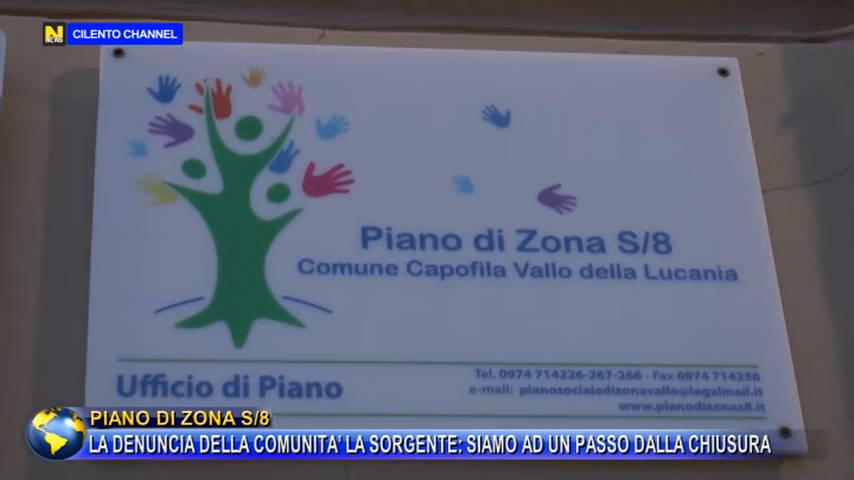 N
NEWS
CILENTO CHANNEL
Piano di Zona S/8
Comune Capofila Vallo della Lucania
Ufficio di Piano
Tel. 0974 714226-267-266 - Fax 0974 714256
e-mail: pianosocialedizonavallo@legalmail.it
www.pianodizonas8.it
PIANO DI ZONA S/8
LA DENUNCIA DELLA COMUNITA' LA SORGENTE: SIAMO AD UN PASSO DALLA CHIUSURA